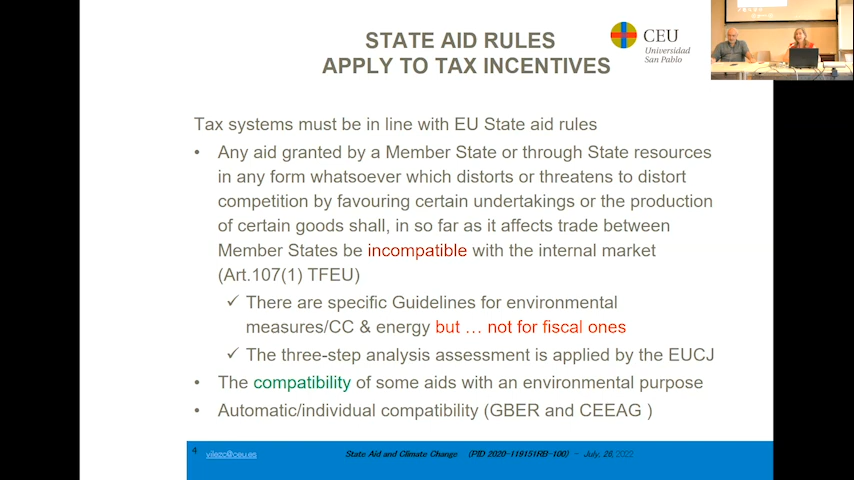 STATE AID RULES
APPLY TO TAX INCENTIVES
CEU
Universidad
San Pablo
Tax systems must be in line with EU State aid rules
• Any aid granted by a Member State or through State resources
in any form whatsoever which distorts or threatens to distort
competition by favouring certain undertakings or the production
of certain goods shall, in so far as it affects trade between
Member States be incompatible with the internal market
(Art.107(1) TFEU)
✓ There are specific Guidelines for environmental
measures/CC & energy but … not for fiscal ones
✓ The three-step analysis assessment is applied by the EUCJ
• The compatibility of some aids with an environmental purpose
• Automatic/individual compatibility (GBER and CEEAG )
4 vilezc@ceu.es State Aid and Climate Change (PID 2020-119151RB-100) - July, 26, 2022